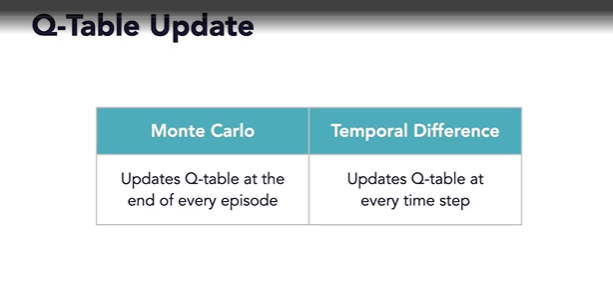 Q-Table Update
Monte Carlo
Temporal Difference
Updates Q-table at the
end of every episode
Updates Q-table at
every time step